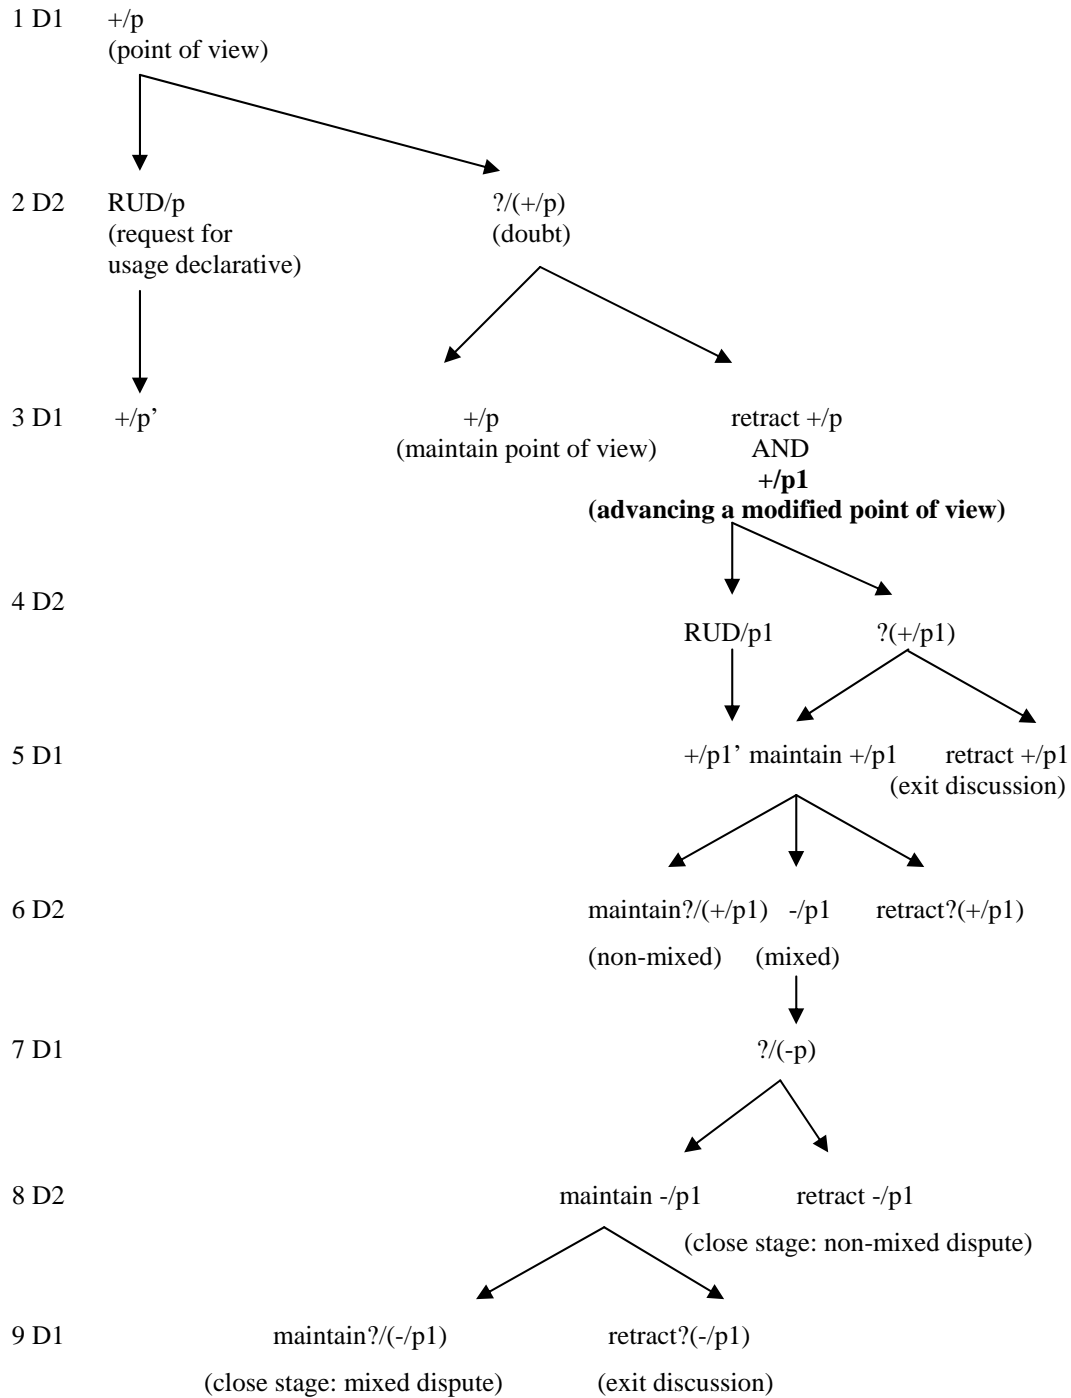 1 D1 +/p
(point of view)
2 D2 RUD/p ?/(+/p)
(request for (doubt)
usage declarative)
3 D1 +/p’ +/p retract +/p
(maintain point of view) AND
+/p1
(advancing a modified point of view)
4 D2
RUD/p1 ?(+/p1)
5 D1 +/p1’ maintain +/p1 retract +/p1
(exit discussion)
6 D2 maintain?/(+/p1) -/p1 retract?(+/p1)
(non-mixed) (mixed)
7 D1 ?/(-p)
8 D2 maintain -/p1 retract -/p1
(close stage: non-mixed dispute)
9 D1 maintain?/(-/p1) retract?(-/p1)
(close stage: mixed dispute) (exit discussion)